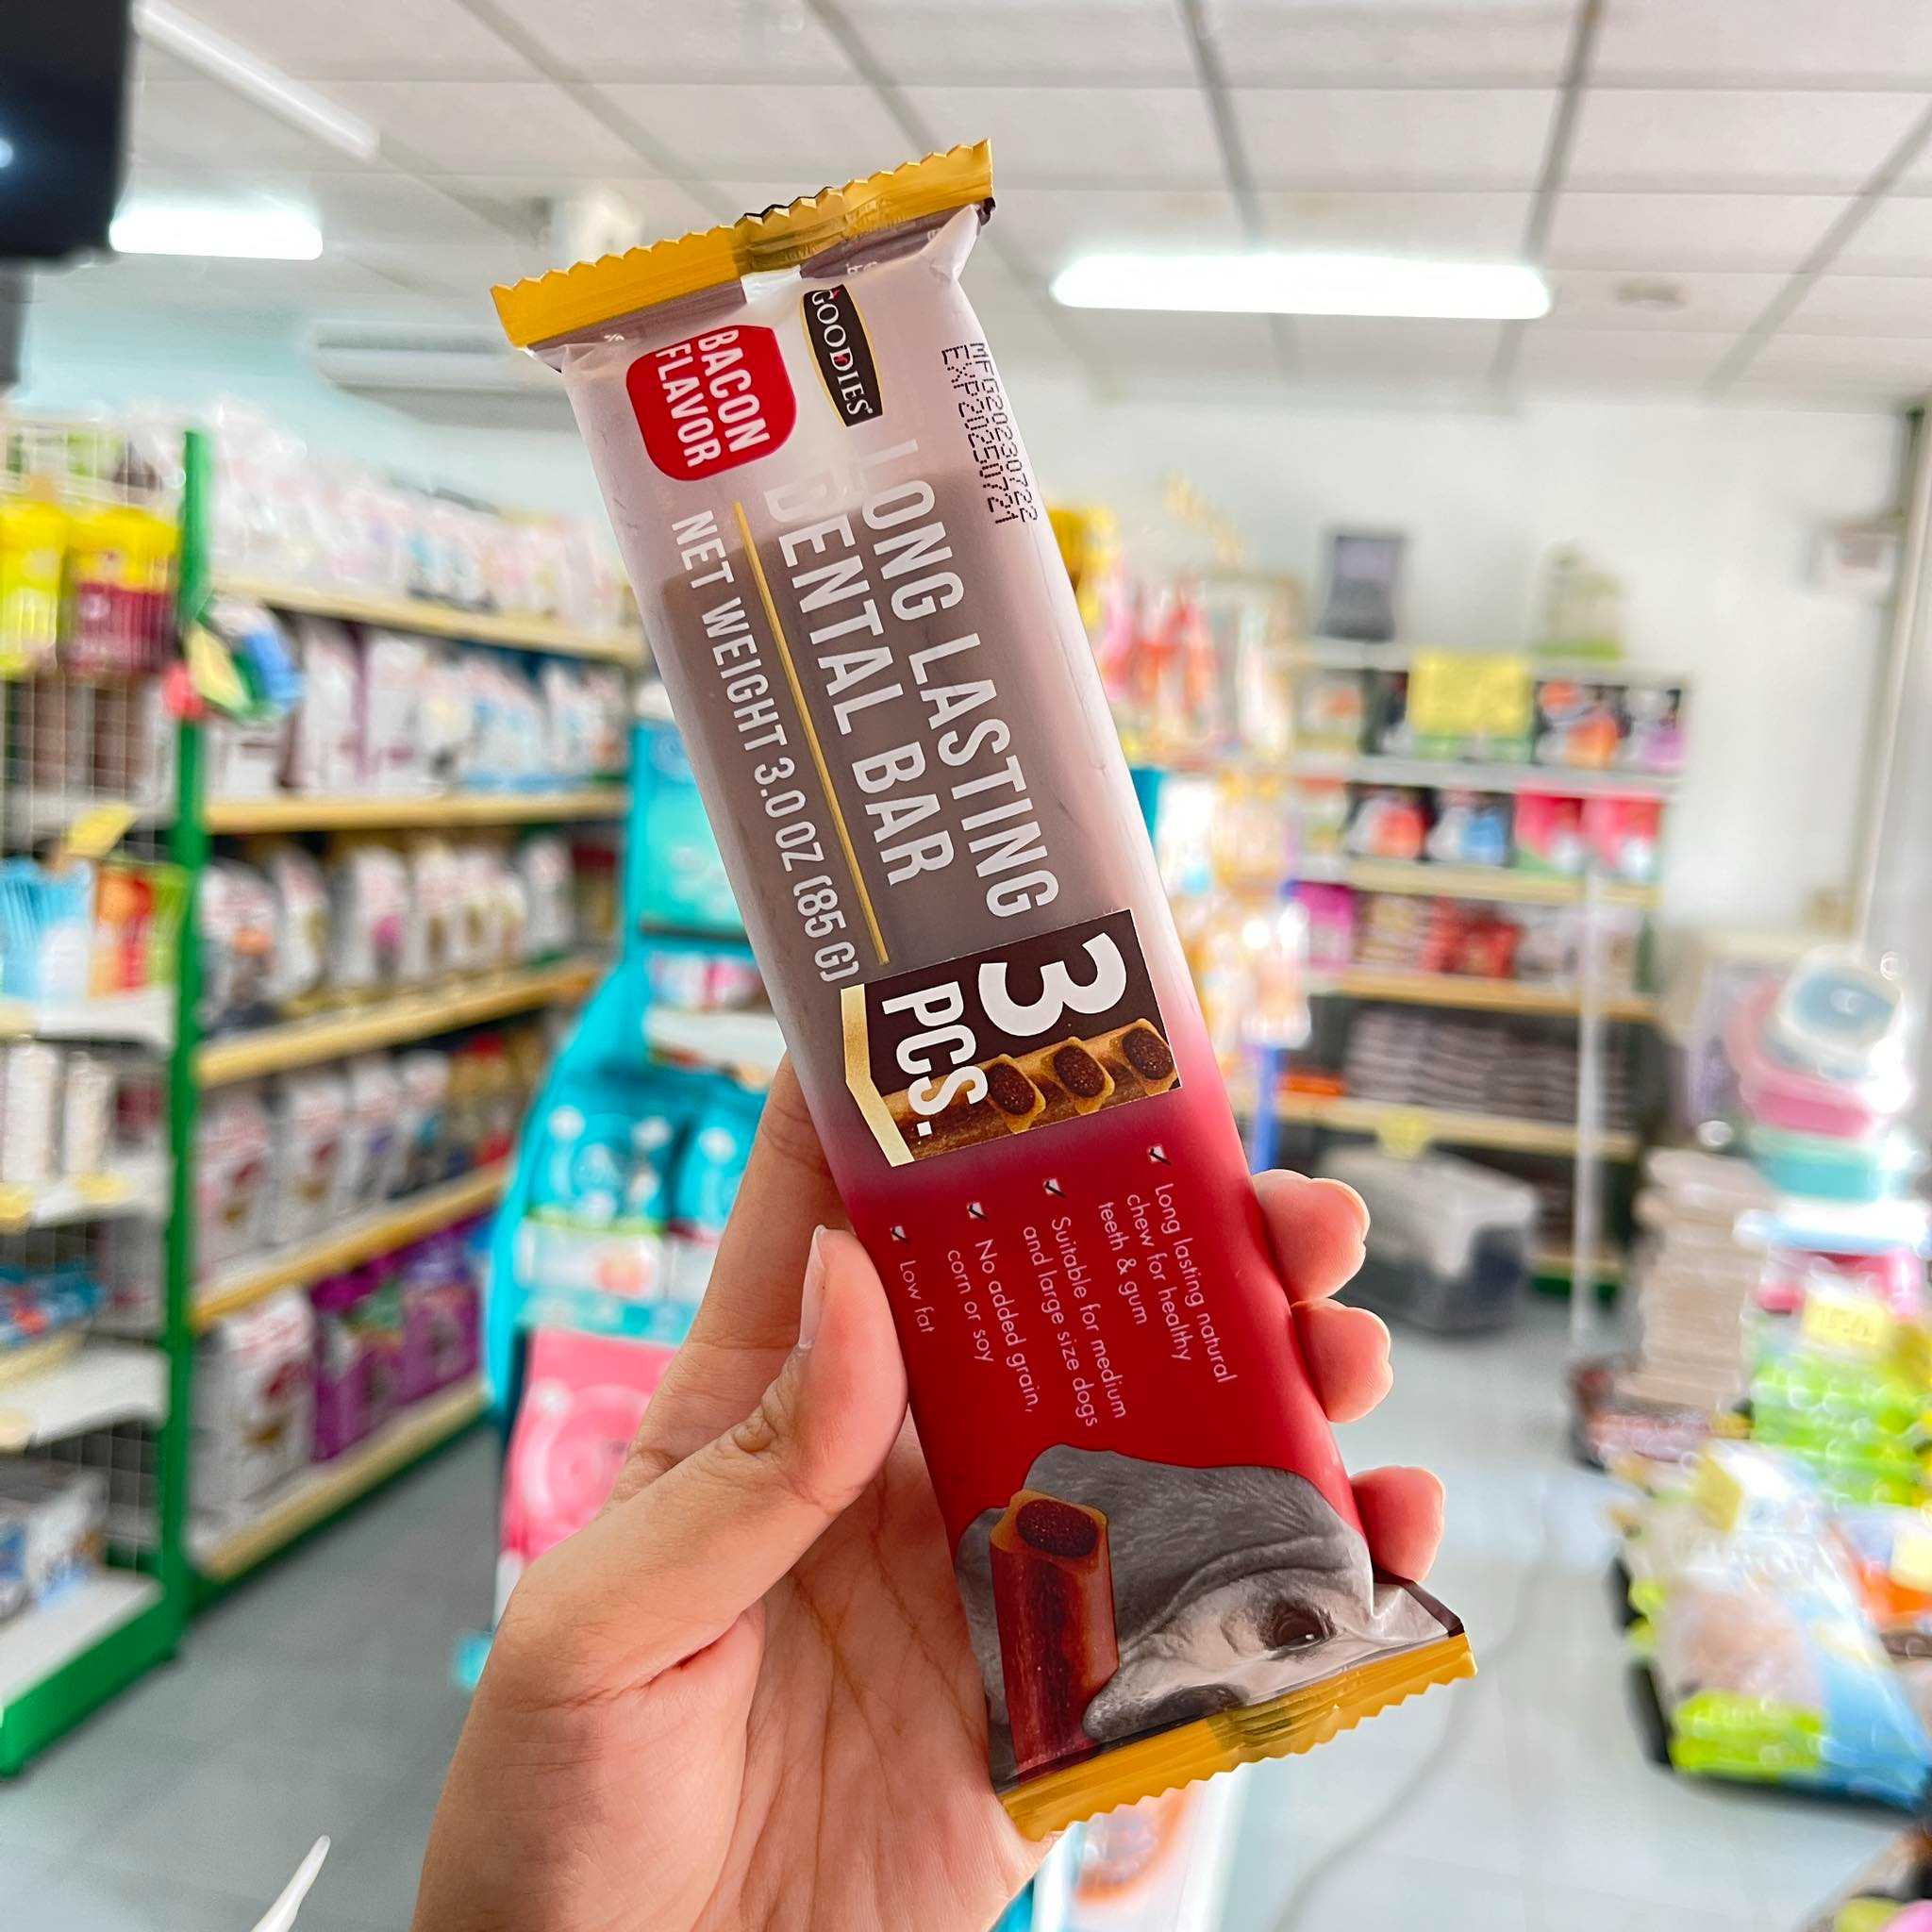 MFG20230722
EXP20250721
GOODIES
BACON
FLAVOR
LONG LASTING
DENTAL BAR
NET WEIGHT 3.0 OZ (85 G)
3
PCS.
Long lasting natural
chew for healthy
teeth & gum
Suitable for medium
and large size dogs
No added grain,
corn or soy
Low fat